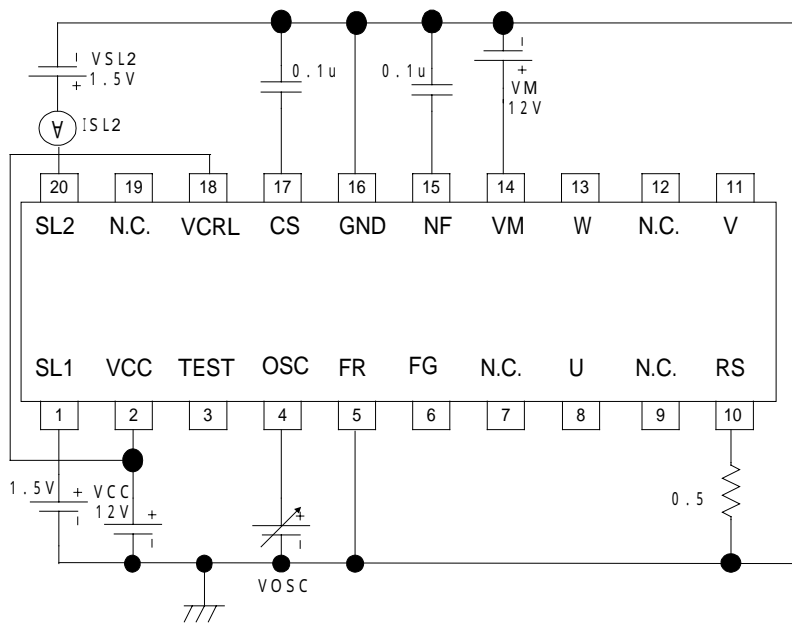 VSL2
1.5V
- +
ISL2
A
0.1u
0.1u
- +
VM
12V
20 19 18 17 16 15 14 13 12 11
SL2 N.C. VCRL CS GND NF VM W N.C. V
SL1 VCC TEST OSC FR FG N.C. U N.C. RS
1 2 3 4 5 6 7 8 9 10
1.5V + -
VCC
12V + -
+ -
VOSC
0.5